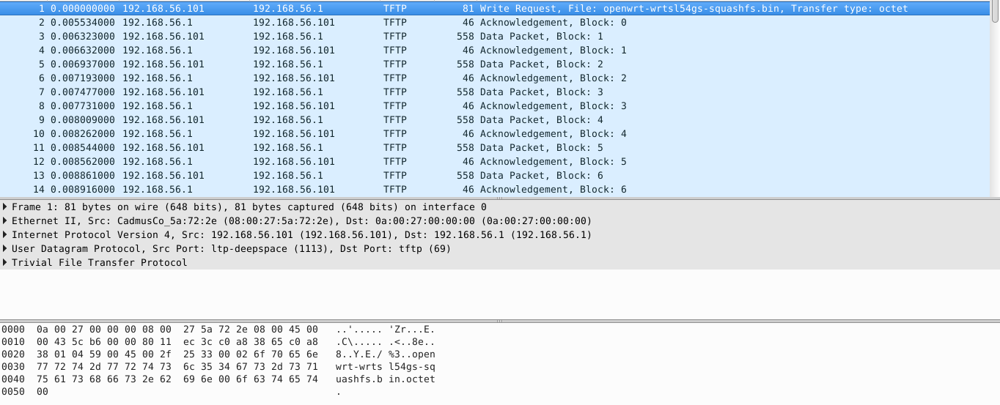 1 0.000000000 192.168.56.101 192.168.56.1 TFTP 81 Write Request, File: openwrt-wrtsl54gs-squashfs.bin, Transfer type: octet
2 0.005534000 192.168.56.1 192.168.56.101 TFTP 46 Acknowledgement, Block: 0
3 0.006323000 192.168.56.101 192.168.56.1 TFTP 558 Data Packet, Block: 1
4 0.006632000 192.168.56.1 192.168.56.101 TFTP 46 Acknowledgement, Block: 1
5 0.006937000 192.168.56.101 192.168.56.1 TFTP 558 Data Packet, Block: 2
6 0.007193000 192.168.56.1 192.168.56.101 TFTP 46 Acknowledgement, Block: 2
7 0.007477000 192.168.56.101 192.168.56.1 TFTP 558 Data Packet, Block: 3
8 0.007731000 192.168.56.1 192.168.56.101 TFTP 46 Acknowledgement, Block: 3
9 0.008009000 192.168.56.101 192.168.56.1 TFTP 558 Data Packet, Block: 4
10 0.008262000 192.168.56.1 192.168.56.101 TFTP 46 Acknowledgement, Block: 4
11 0.008544000 192.168.56.101 192.168.56.1 TFTP 558 Data Packet, Block: 5
12 0.008562000 192.168.56.1 192.168.56.101 TFTP 46 Acknowledgement, Block: 5
13 0.008861000 192.168.56.101 192.168.56.1 TFTP 558 Data Packet, Block: 6
14 0.008916000 192.168.56.1 192.168.56.101 TFTP 46 Acknowledgement, Block: 6
Frame 1: 81 bytes on wire (648 bits), 81 bytes captured (648 bits) on interface 0
Ethernet II, Src: CadmusCo_5a:72:2e (08:00:27:5a:72:2e), Dst: 0a:00:27:00:00:00 (0a:00:27:00:00:00)
Internet Protocol Version 4, Src: 192.168.56.101 (192.168.56.101), Dst: 192.168.56.1 (192.168.56.1)
User Datagram Protocol, Src Port: ltp-deepspace (1113), Dst Port: tftp (69)
Trivial File Transfer Protocol
0000 0a 00 27 00 00 00 08 00 27 5a 72 2e 08 00 45 00 ..'..... 'Zr...E.
0010 00 43 5c b6 00 00 80 11 ec 3c c0 a8 38 65 c0 a8 .C\..... .<..8e..
0020 38 01 04 59 00 45 00 2f 25 33 00 02 6f 70 65 6e 8..Y.E./ %3..open
0030 77 72 74 2d 77 72 74 73 6c 35 34 67 73 2d 73 71 wrt-wrts l54gs-sq
0040 75 61 73 68 66 73 2e 62 69 6e 00 6f 63 74 65 74 uashfs.b in.octet
0050 00 .